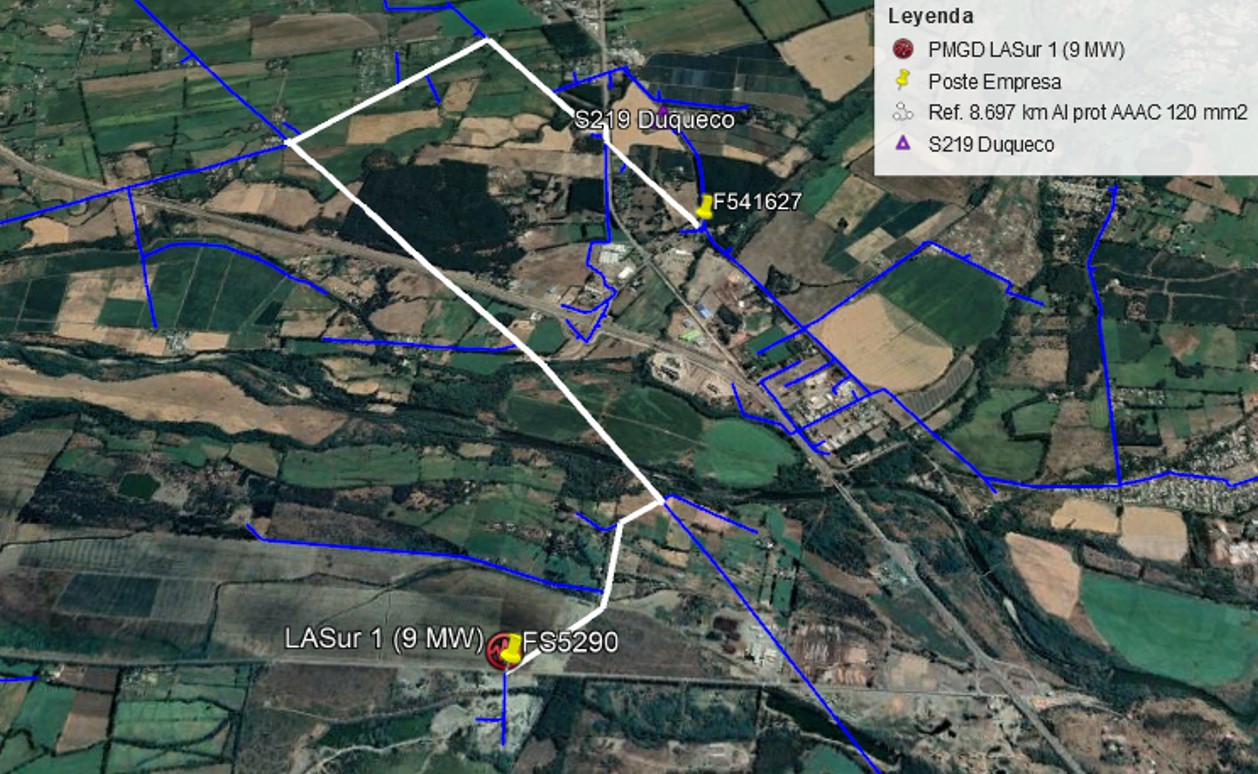 Leyenda
PMGD LASur 1 (9 MW)
Poste Empresa
Ref. 8.697 km Al prot AAAC 120 mm2
S219 Duqueco
S219 Duqueco
F541627
LASur 1 (9 MW)
FS5290